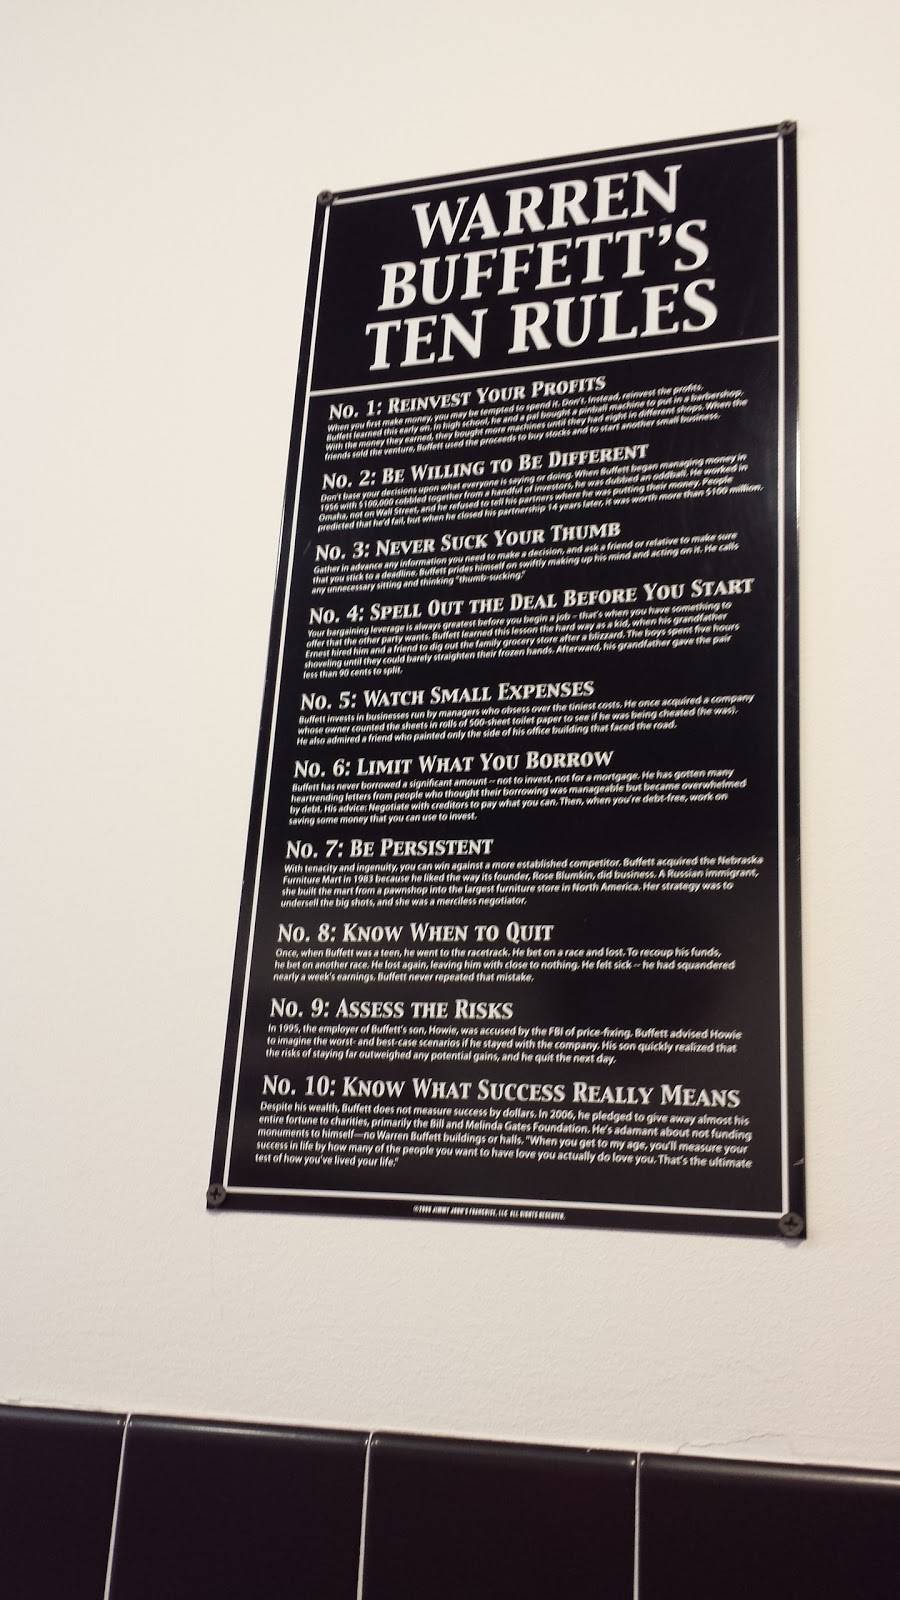 WARREN
BUFFETT'S
TEN RULES
No. 1: Reinvest Your Profits
When you first make money, you may be tempted to spend it. Don't. Instead, reinvest the profits.
Buffett learned this early on. In high school, he and a pal bought a pinball machine to put in a barbershop.
With the money they earned, they bought more machines until they had eight in different shops. When the
friends sold the venture, Buffett used the proceeds to buy stocks and to start another small business.
No. 2: Be Willing to Be Different
Don't base your decisions upon what everyone is saying or doing. When Buffett began managing money in
1956 with $100,000 cobbled together from a handful of investors, he was dubbed an oddball. He worked in
Omaha, not on Wall Street, and he refused to tell his partners where he was putting their money. People
predicted that he'd fail, but when he closed his partnership 14 years later, it was worth more than $100 million.
No. 3: Never Suck Your Thumb
Gather in advance any information you need to make a decision, and ask a friend or relative to make sure
that you stick to a deadline. Buffett prides himself on swiftly making up his mind and acting on it. He calls
any unnecessary sitting and thinking "thumb-sucking."
No. 4: Spell Out the Deal Before You Start
Your bargaining leverage is always greatest before you begin a job – that's when you have something to
offer that the other party wants. Buffett learned this lesson the hard way as a kid, when his grandfather
Ernest hired him and a friend to dig out the family grocery store after a blizzard. The boys spent five hours
shoveling until they could barely straighten their frozen hands. Afterward, his grandfather gave the pair
less than 90 cents to split.
No. 5: Watch Small Expenses
Buffett invests in businesses run by managers who obsess over the tiniest costs. He once acquired a company
whose owner counted the sheets in rolls of 500-sheet toilet paper to see if he was being cheated (he was).
He also admired a friend who painted only the side of his office building that faced the road.
No. 6: Limit What You Borrow
Buffett has never borrowed a significant amount – not to invest, not for a mortgage. He has gotten many
heartrending letters from people who thought their borrowing was manageable but became overwhelmed
by debt. His advice: Negotiate with creditors to pay what you can. Then, when you're debt-free, work on
saving some money that you can use to invest.
No. 7: Be Persistent
With tenacity and ingenuity, you can win against a more established competitor. Buffett acquired the Nebraska
Furniture Mart in 1983 because he liked the way its founder, Rose Blumkin, did business. A Russian immigrant,
she built the mart from a pawnshop into the largest furniture store in North America. Her strategy was to
undersell the big shots, and she was a merciless negotiator.
No. 8: Know When to Quit
Once, when Buffett was a teen, he went to the racetrack. He bet on a race and lost. To recoup his funds,
he bet on another race. He lost again, leaving him with close to nothing. He felt sick – he had squandered
nearly a week's earnings. Buffett never repeated that mistake.
No. 9: Assess the Risks
In 1995, the employer of Buffett's son, Howie, was accused by the FBI of price-fixing. Buffett advised Howie
to imagine the worst- and best-case scenarios if he stayed with the company. His son quickly realized that
the risks of staying far outweighed any potential gains, and he quit the next day.
No. 10: Know What Success Really Means
Despite his wealth, Buffett does not measure success by dollars. In 2006, he pledged to give away almost his
entire fortune to charities, primarily the Bill and Melinda Gates Foundation. He's adamant about not funding
monuments to himself—no Warren Buffett buildings or halls. "When you get to my age, you'll measure your
success in life by how many of the people you want to have love you actually do love you. That's the ultimate
test of how you've lived your life."
©2008 JIMMY JOHN'S FRANCHISE, LLC ALL RIGHTS RESERVED.